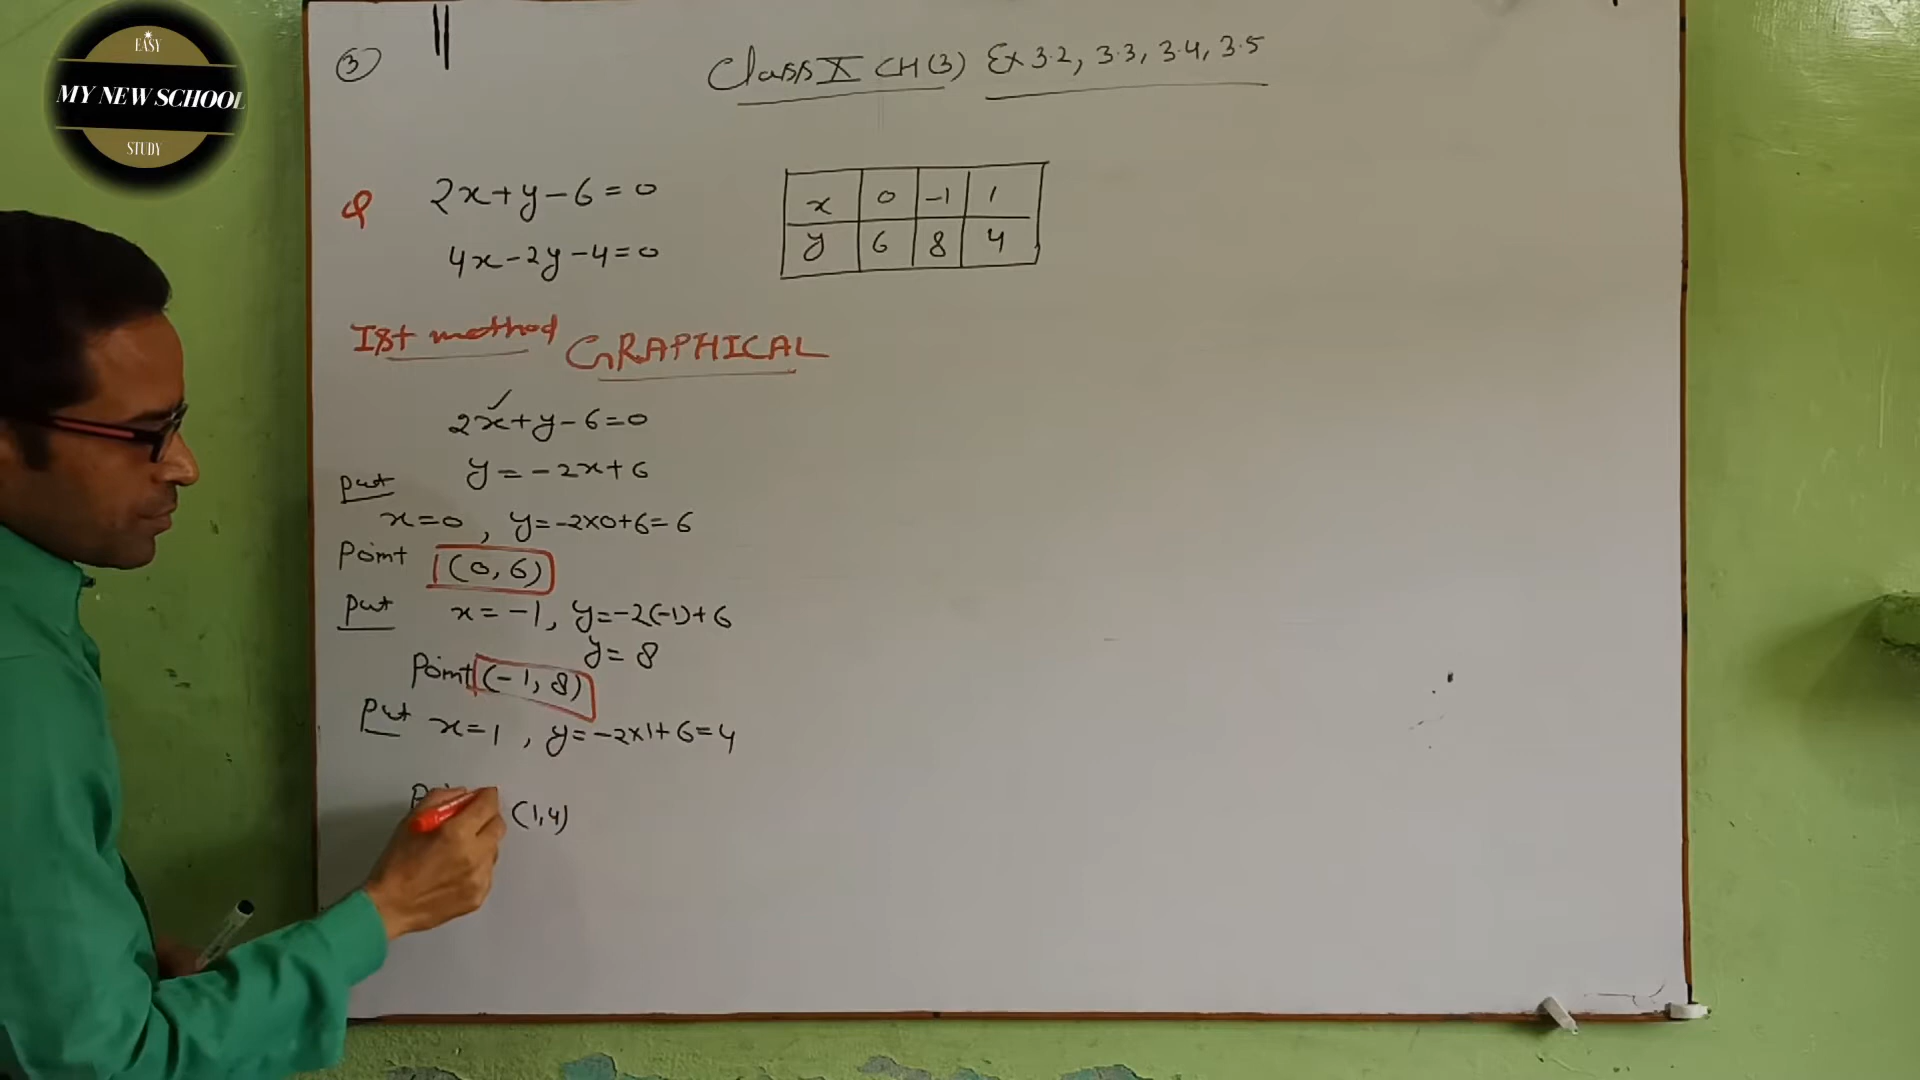 EASY
MY NEW SCHOOL
STUDY
3
Class X CH(3) Ex 3.2, 3.3, 3.4, 3.5
Q 2x+y-6=0
4x-2y-4=0
x 0 -1 1
y 6 8 4
Ist method GRAPHICAL
2x+y-6=0
y=-2x+6
Put
x=0, y=-2x0+6=6
Point (0,6)
Put x=-1, y=-2(-1)+6
y=8
Point (-1,8)
Put x=1, y=-2x1+6=4
(1,4)